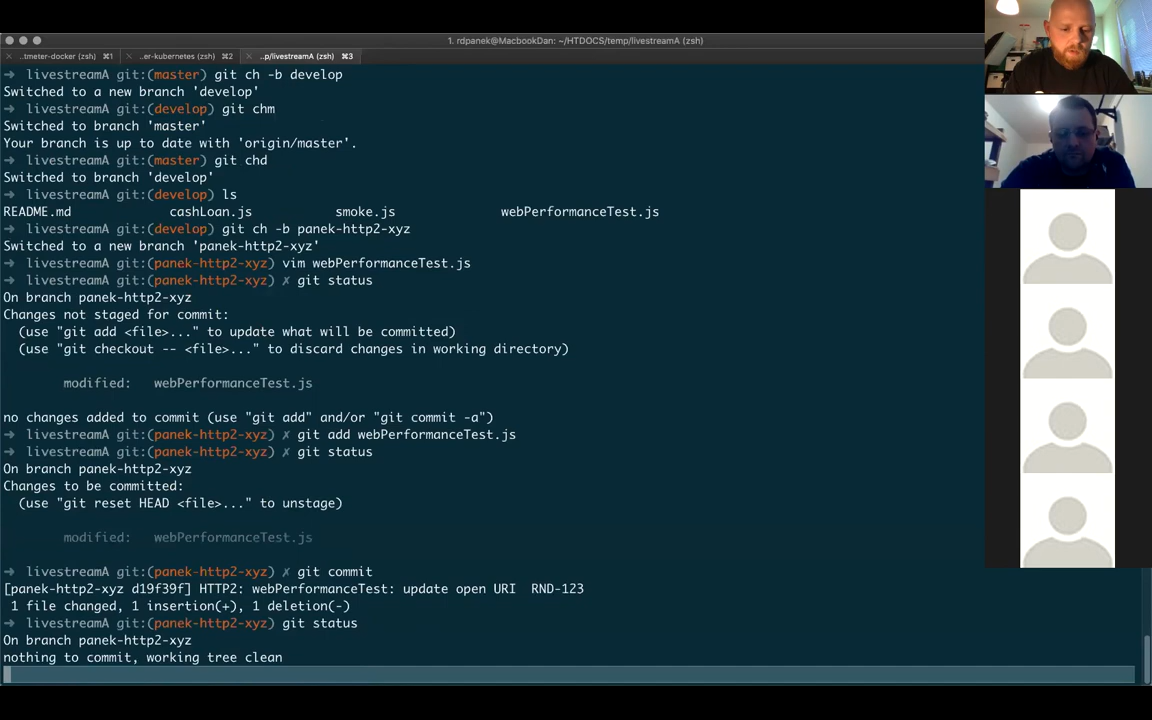 1. rdpanek@MacbookDan: ~/HTDOCS/temp/livestreamA (zsh)
..tmeter-docker (zsh) ⌘1 ..er-kubernetes (zsh) ⌘2 ..p/livestreamA (zsh) ⌘3
➜ livestreamA git:(master) git ch -b develop
Switched to a new branch 'develop'
➜ livestreamA git:(develop) git chm
Switched to branch 'master'
Your branch is up to date with 'origin/master'.
➜ livestreamA git:(master) git chd
Switched to branch 'develop'
➜ livestreamA git:(develop) ls
README.md cashLoan.js smoke.js webPerformanceTest.js
➜ livestreamA git:(develop) git ch -b panek-http2-xyz
Switched to a new branch 'panek-http2-xyz'
➜ livestreamA git:(panek-http2-xyz) vim webPerformanceTest.js
➜ livestreamA git:(panek-http2-xyz) ✗ git status
On branch panek-http2-xyz
Changes not staged for commit:
(use "git add <file>..." to update what will be committed)
(use "git checkout -- <file>..." to discard changes in working directory)
modified: webPerformanceTest.js
no changes added to commit (use "git add" and/or "git commit -a")
➜ livestreamA git:(panek-http2-xyz) ✗ git add webPerformanceTest.js
➜ livestreamA git:(panek-http2-xyz) ✗ git status
On branch panek-http2-xyz
Changes to be committed:
(use "git reset HEAD <file>..." to unstage)
modified: webPerformanceTest.js
➜ livestreamA git:(panek-http2-xyz) ✗ git commit
[panek-http2-xyz d19f39f] HTTP2: webPerformanceTest: update open URI RND-123
1 file changed, 1 insertion(+), 1 deletion(-)
➜ livestreamA git:(panek-http2-xyz) git status
On branch panek-http2-xyz
nothing to commit, working tree clean